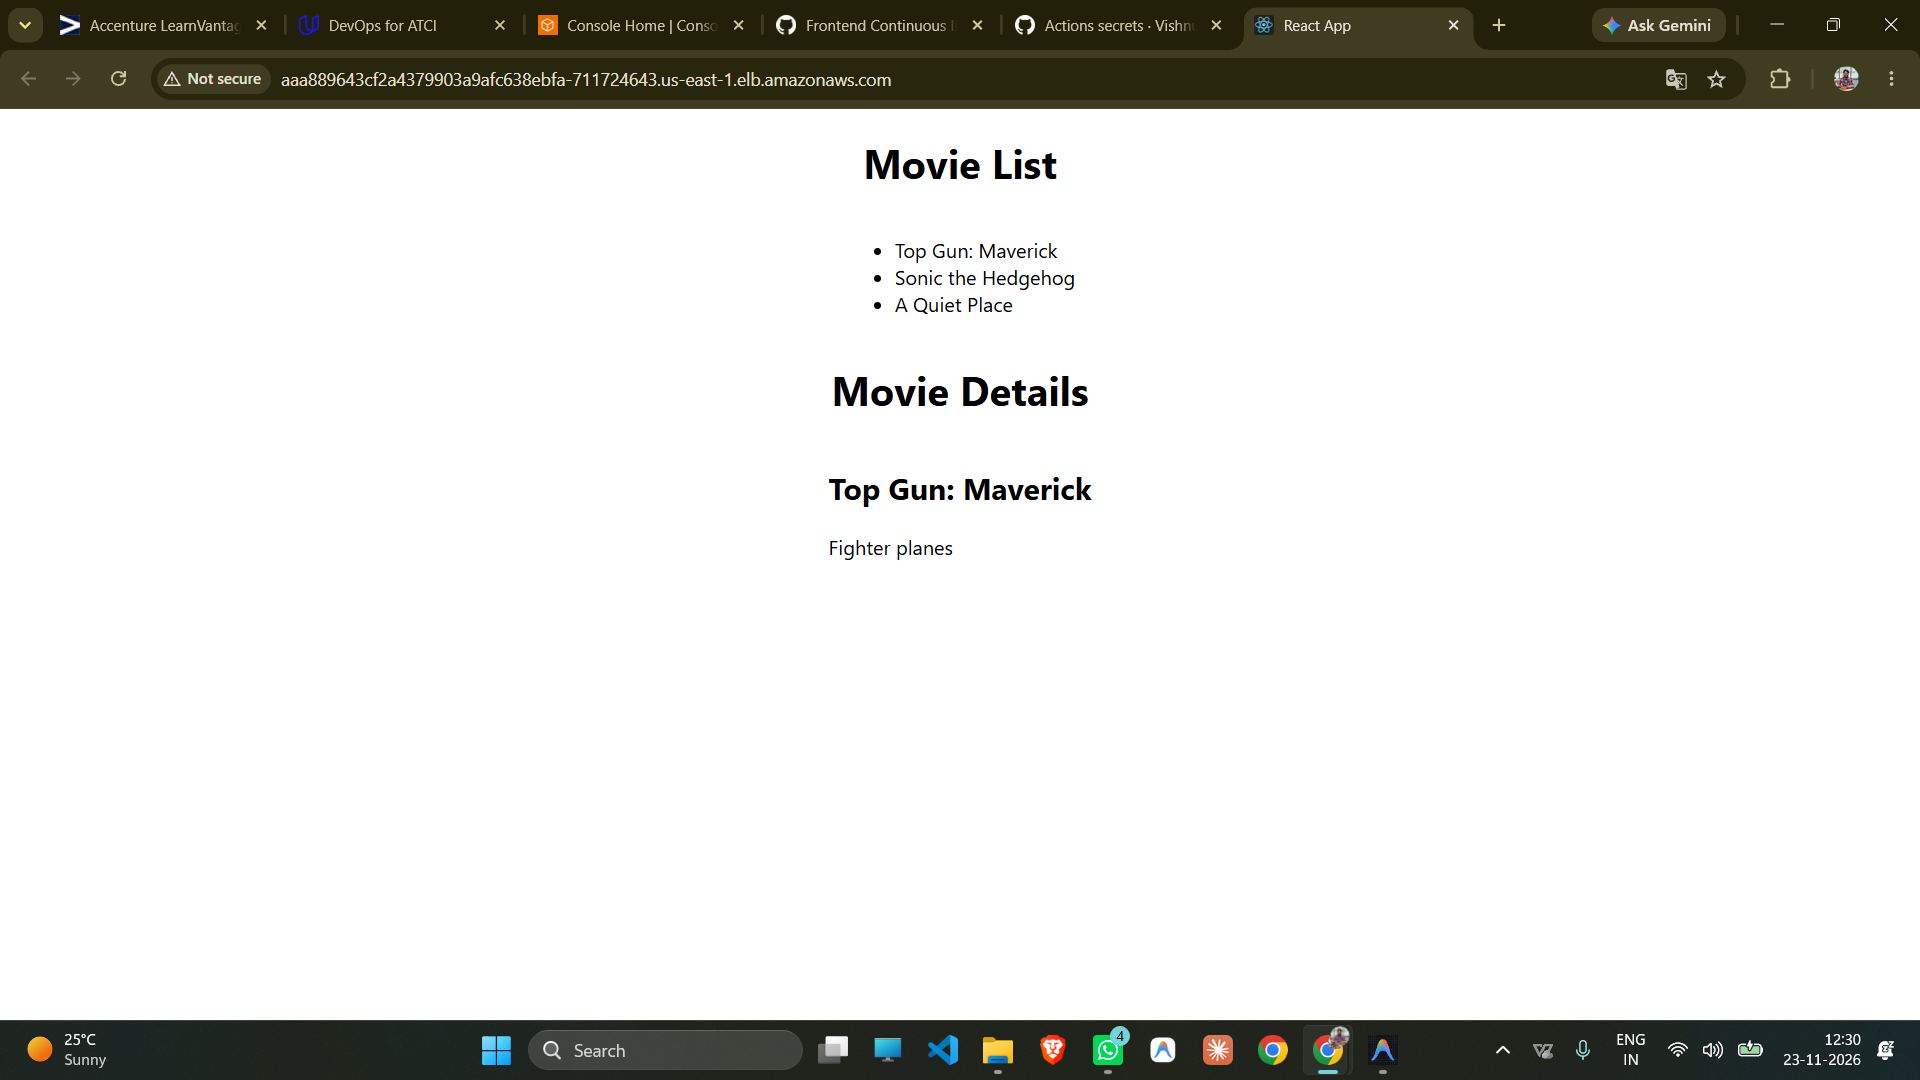 Accenture LearnVantag
DevOps for ATCI
Console Home | Conso
Frontend Continuous I
Actions secrets · Vishnu
React App
Ask Gemini
Not secure
aaa889643cf2a4379903a9afc638ebfa-711724643.us-east-1.elb.amazonaws.com
Movie List
Top Gun: Maverick
Sonic the Hedgehog
A Quiet Place
Movie Details
Top Gun: Maverick
Fighter planes
25°C
Sunny
Search
4
ENG
IN
12:30
23-11-2026